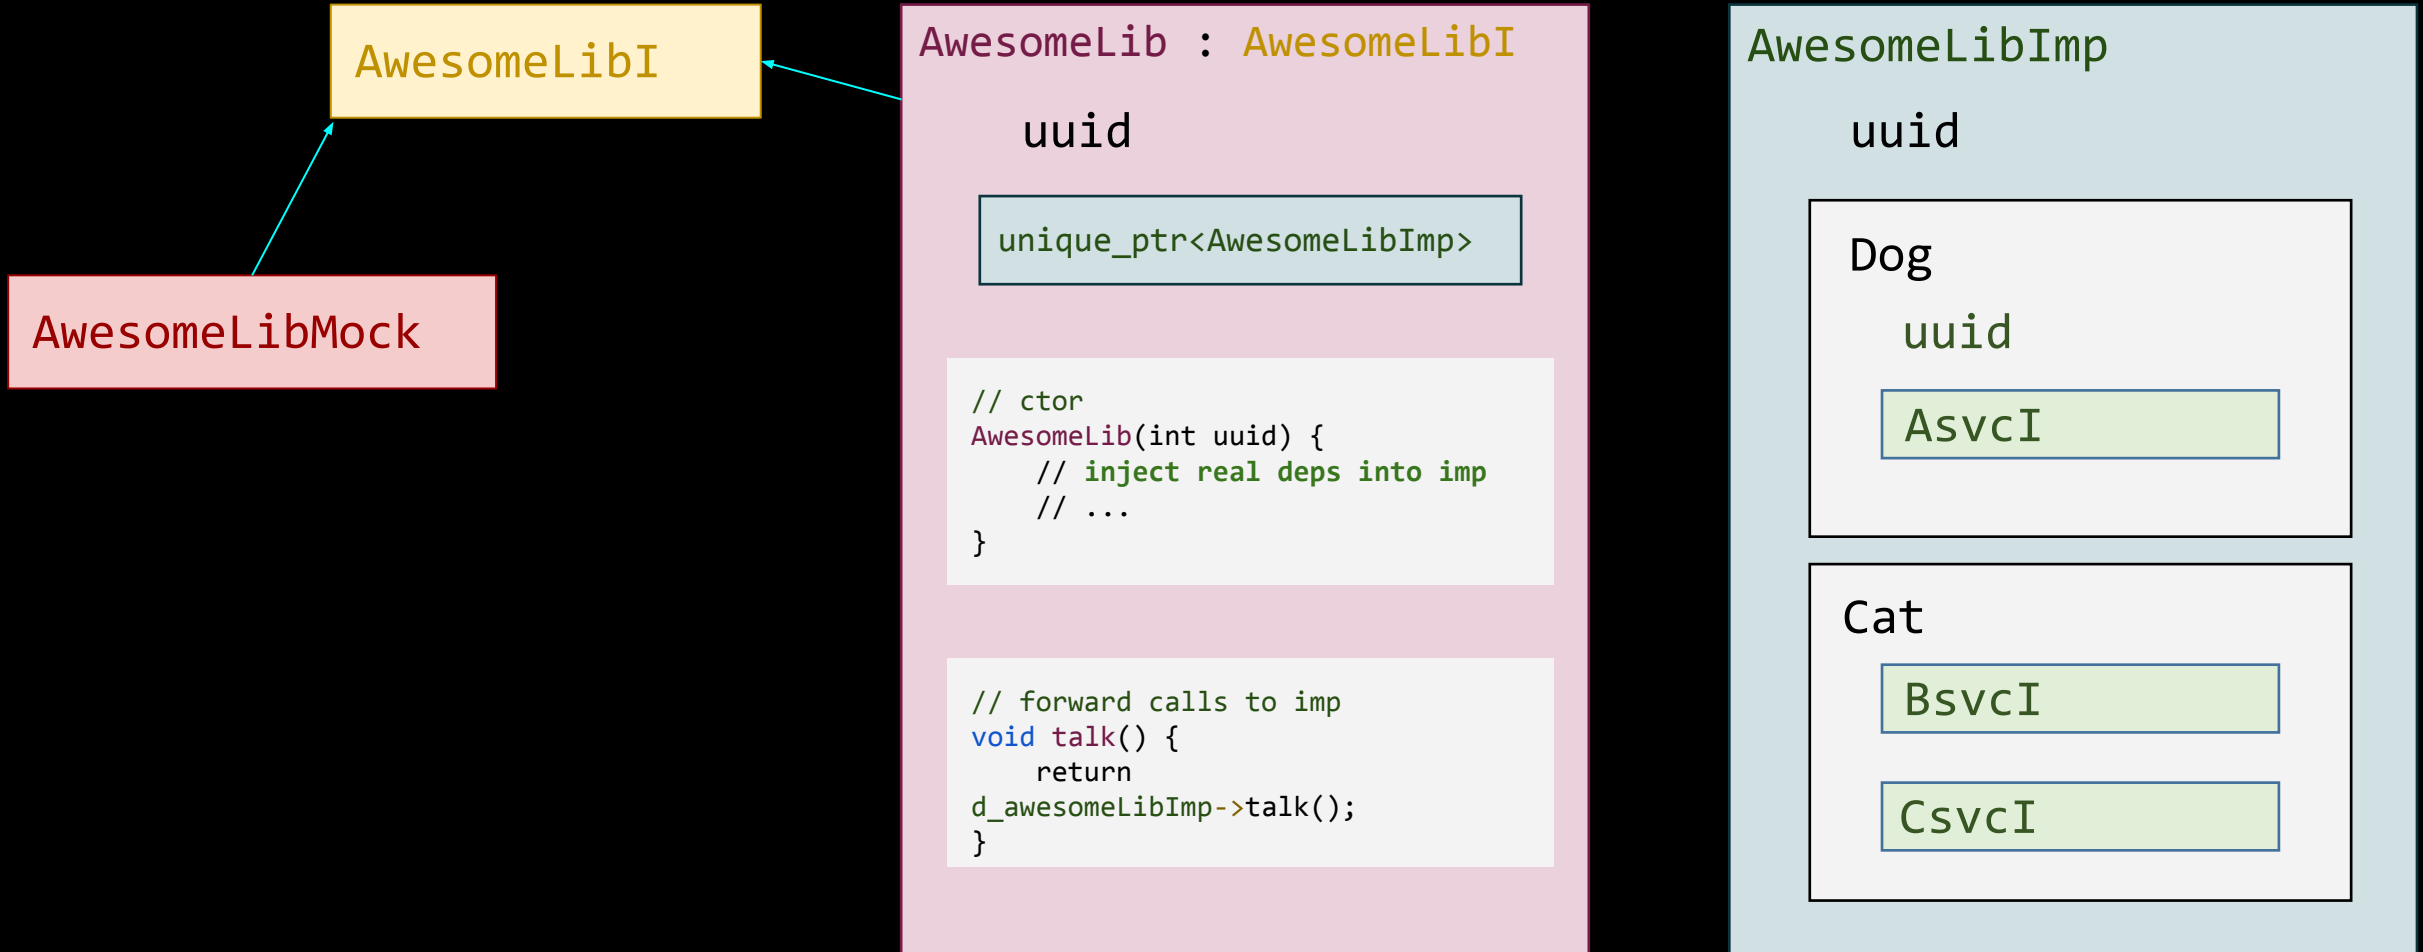 AwesomeLibI
AwesomeLibMock
AwesomeLib : AwesomeLibI
uuid
unique_ptr<AwesomeLibImp>
// ctor
AwesomeLib(int uuid) {
    // inject real deps into imp
    // ...
}
// forward calls to imp
void talk() {
    return
d_awesomeLibImp->talk();
}
AwesomeLibImp
uuid
Dog
uuid
AsvcI
Cat
BsvcI
CsvcI